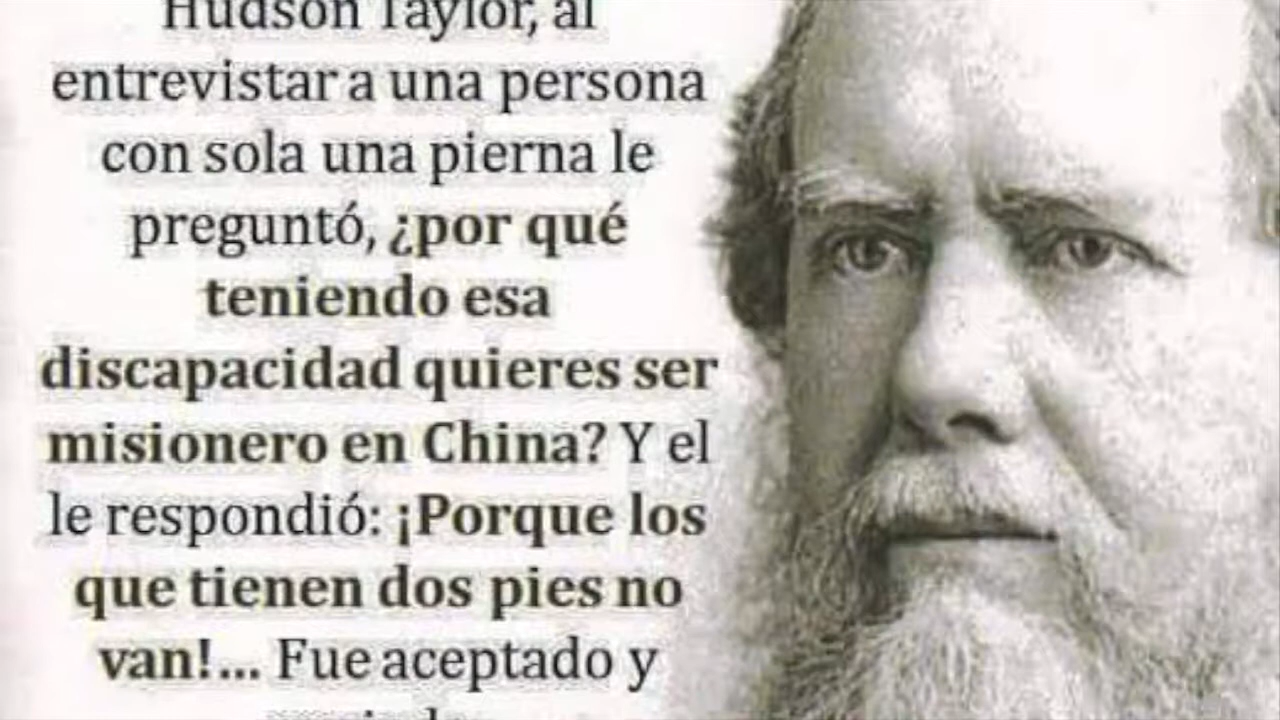 Hudson Taylor, al
entrevistar a una persona
con sola una pierna le
preguntó, ¿por qué
teniendo esa
discapacidad quieres ser
misionero en China? Y el
le respondió: ¡Porque los
que tienen dos pies no
van!... Fue aceptado y